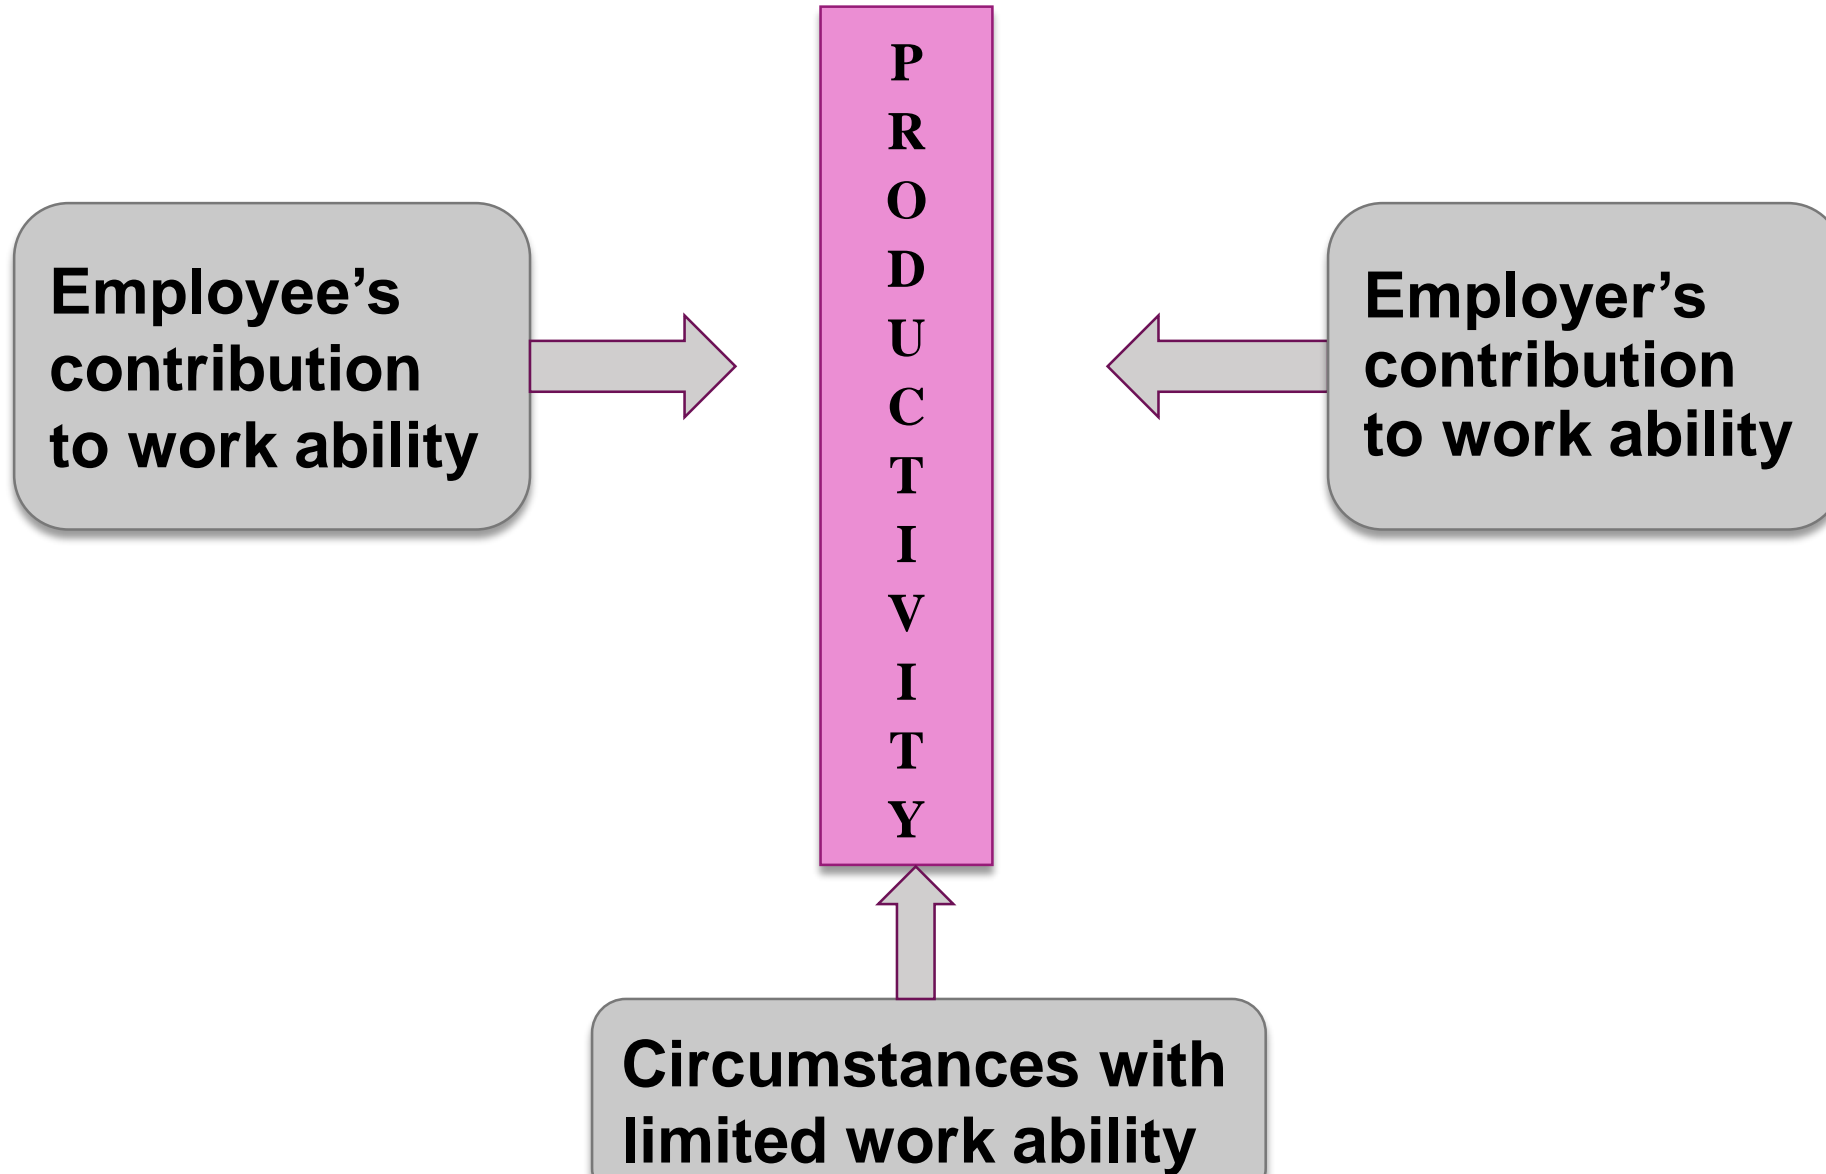 P
R
O
D
U
C
T
I
V
I
T
Y
Employee’s
contribution
to work ability
Employer’s
contribution
to work ability
Circumstances with
limited work ability